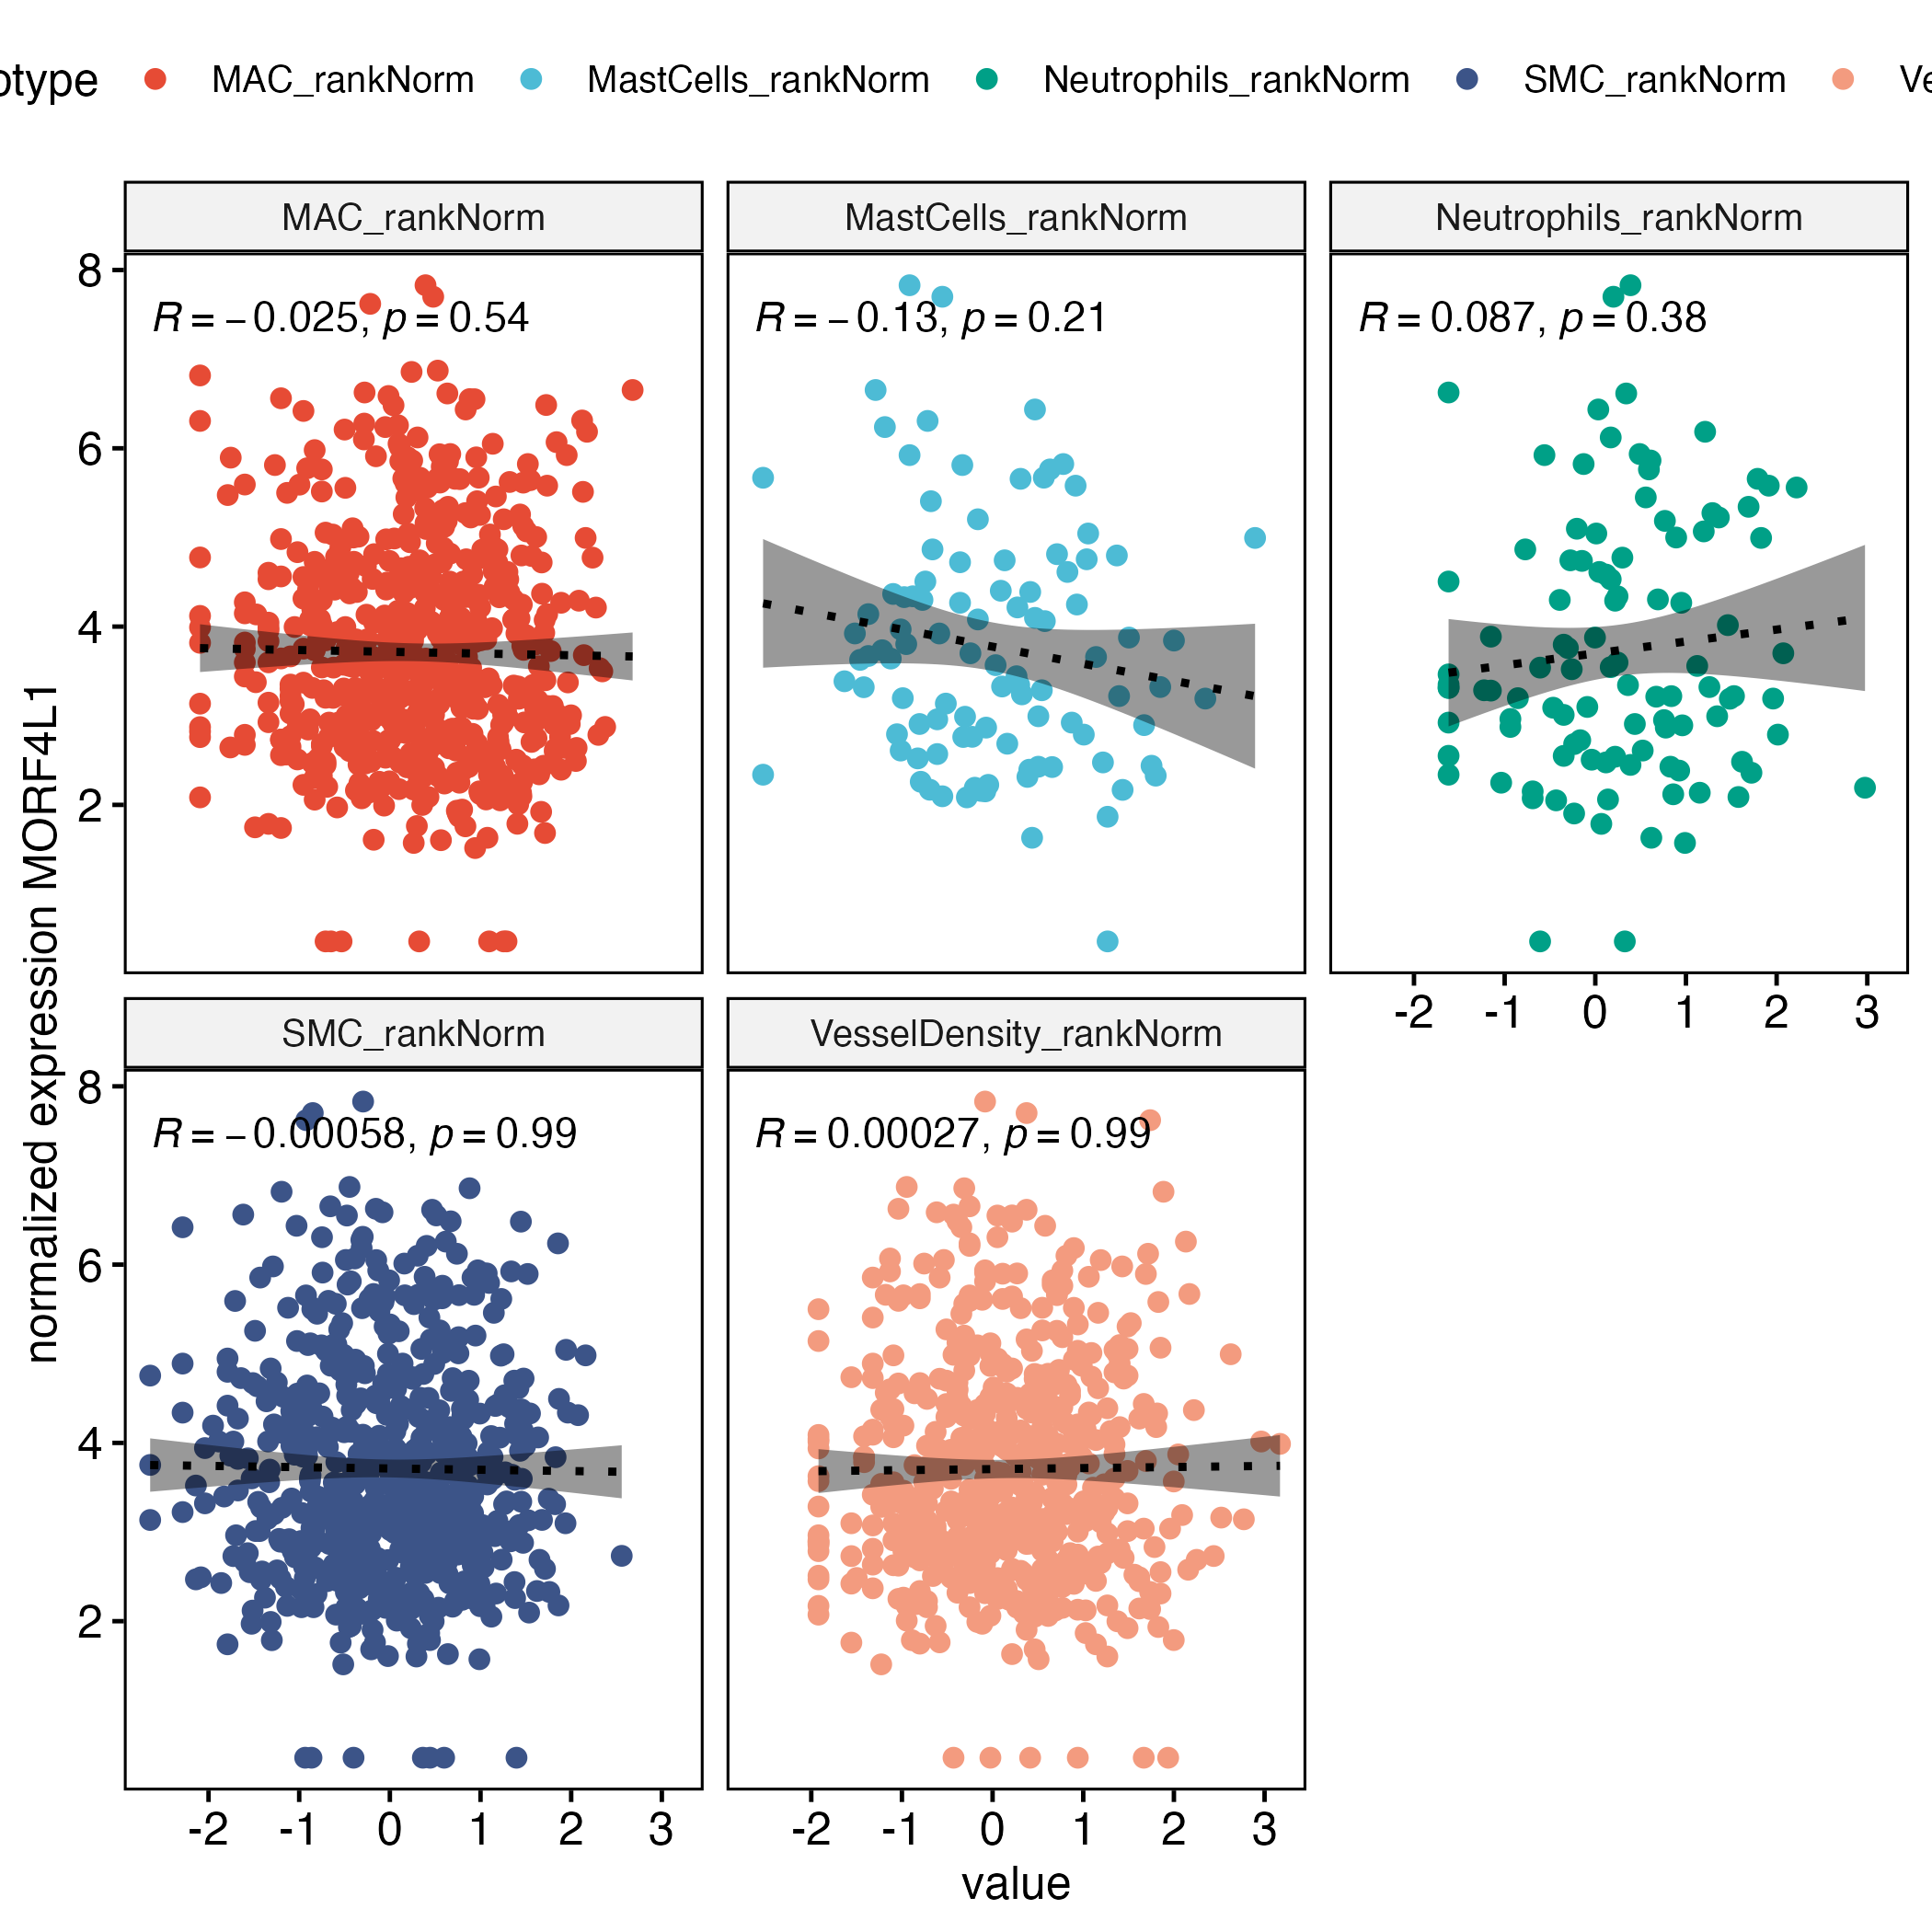 otype MAC_rankNorm MastCells_rankNorm Neutrophils_rankNorm SMC_rankNorm Ve
MAC_rankNorm MastCells_rankNorm Neutrophils_rankNorm
R = −0.025, p = 0.54 R = −0.13, p = 0.21 R = 0.087, p = 0.38
8
6
4
2
-2 -1 0 1 2 3
normalized expression MORF4L1
SMC_rankNorm VesselDensity_rankNorm
R = −0.00058, p = 0.99 R = 0.00027, p = 0.99
8
6
4
2
-2 -1 0 1 2 3 -2 -1 0 1 2 3
value